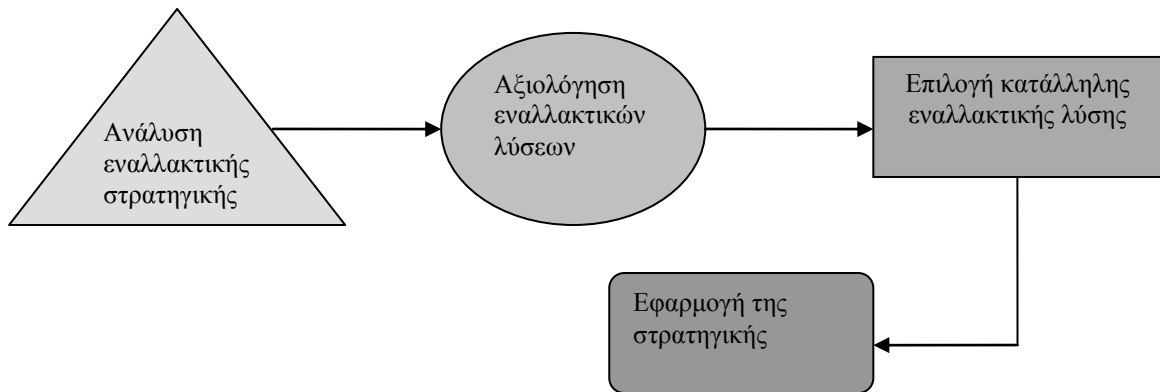 Ανάλυση
εναλλακτικής
στρατηγικής
Αξιολόγηση
εναλλακτικών
λύσεων
Επιλογή κατάλληλης
εναλλακτικής λύσης
Εφαρμογή της
στρατηγικής